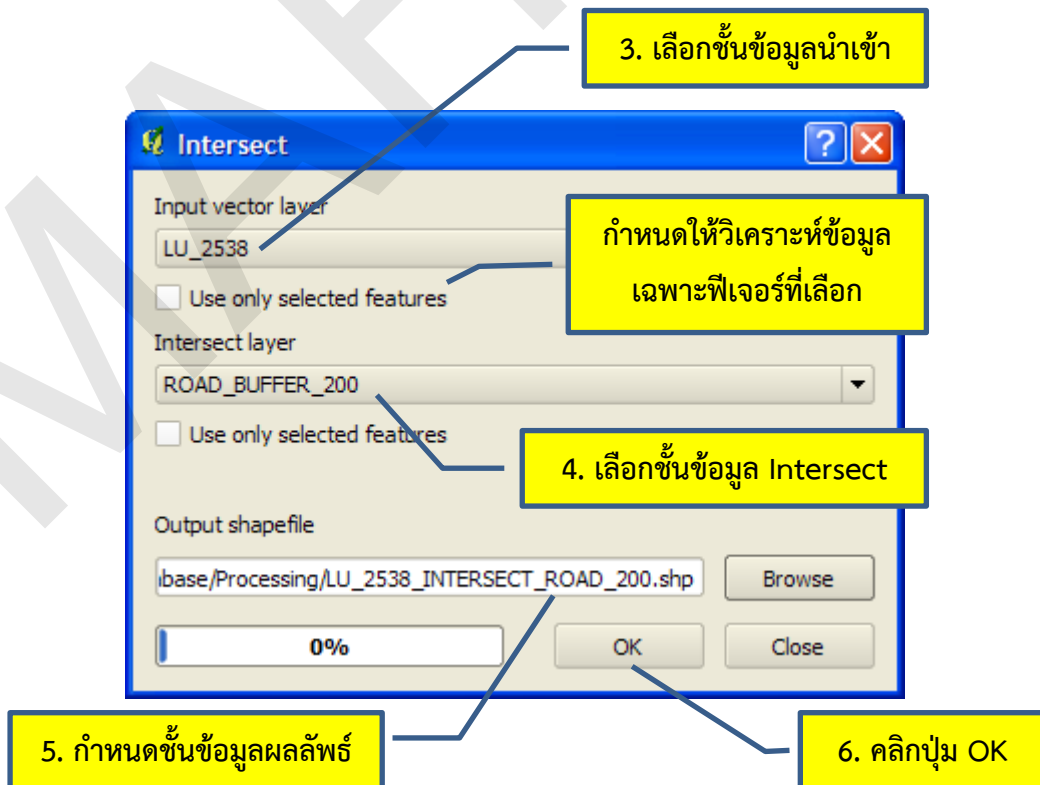 3. เลือกชั้นข้อมูลนำเข้า
Intersect
Input vector layer
LU_2538
กำหนดให้วิเคราะห์ข้อมูล
เฉพาะฟีเจอร์ที่เลือก
Use only selected features
Intersect layer
ROAD_BUFFER_200
Use only selected features
4. เลือกชั้นข้อมูล Intersect
Output shapefile
ibase/Processing/LU_2538_INTERSECT_ROAD_200.shp
Browse
0%
OK
Close
5. กำหนดชั้นข้อมูลผลลัพธ์
6. คลิกปุ่ม OK